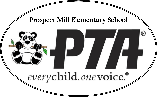 Prospect Mill Elementary School
PTA®
everychild.onevoice.®